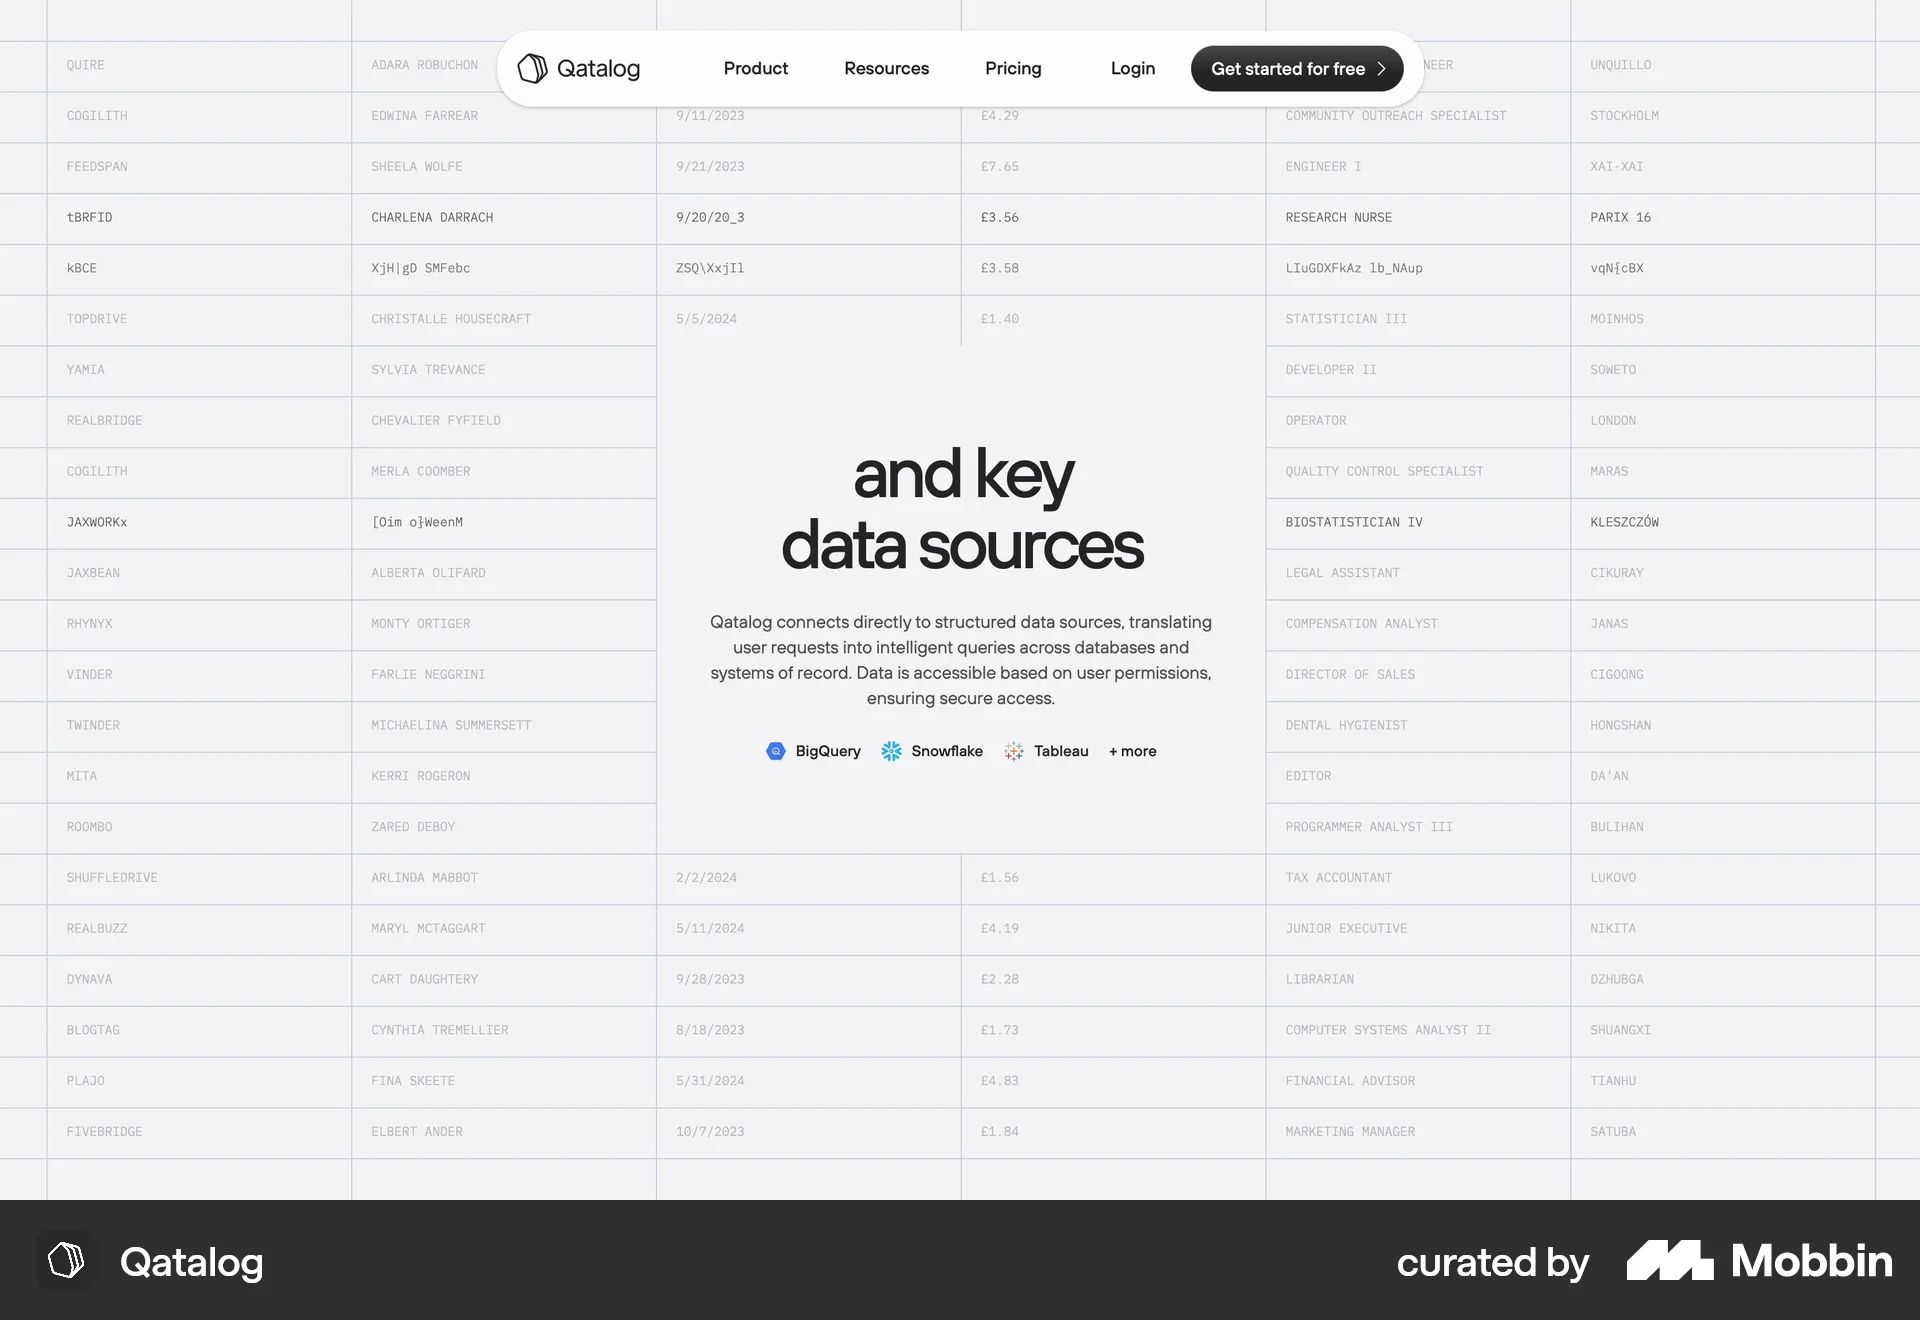 Qatalog Product Resources Pricing Login Get started for free
QUIRE ADARA ROBUCHON NEER UNQUILLO
COGILITH EDWINA FARREAR 9/11/2023 £4.29 COMMUNITY OUTREACH SPECIALIST STOCKHOLM
FEEDSPAN SHEELA WOLFE 9/21/2023 £7.65 ENGINEER I XAI-XAI
tBRFID CHARLENA DARRACH 9/20/20_3 £3.56 RESEARCH NURSE PARIX 16
kBCE XjH|gD SMFebc ZSQ\XxjIl £3.58 LIuGDXFkAz lb_NAup vqN{cBX
TOPDRIVE CHRISTALLE HOUSECRAFT 5/5/2024 £1.40 STATISTICIAN III MOINHOS
YAMIA SYLVIA TREVANCE DEVELOPER II SOWETO
REALBRIDGE CHEVALIER FYFIELD OPERATOR LONDON
COGILITH MERLA COOMBER QUALITY CONTROL SPECIALIST MARAS
JAXWORKx [Oim o}WeenM BIOSTATISTICIAN IV KLESZCZÓW
JAXBEAN ALBERTA OLIFARD LEGAL ASSISTANT CIKURAY
RHYNYX MONTY ORTIGER COMPENSATION ANALYST JANAS
VINDER FARLIE NEGGRINI DIRECTOR OF SALES CIGOONG
TWINDER MICHAELINA SUMMERSETT DENTAL HYGIENIST HONGSHAN
MITA KERRI ROGERON EDITOR DA’AN
ROOMBO ZARED DEBOY PROGRAMMER ANALYST III BULIHAN
and key
data sources
Qatalog connects directly to structured data sources, translating
user requests into intelligent queries across databases and
systems of record. Data is accessible based on user permissions,
ensuring secure access.
BigQuery Snowflake Tableau + more
SHUFFLEDRIVE ARLINDA MABBOT 2/2/2024 £1.56 TAX ACCOUNTANT LUKOVO
REALBUZZ MARYL MCTAGGART 5/11/2024 £4.19 JUNIOR EXECUTIVE NIKITA
DYNAVA CART DAUGHTERY 9/28/2023 £2.28 LIBRARIAN DZHUBGA
BLOGTAG CYNTHIA TREMELLIER 8/18/2023 £1.73 COMPUTER SYSTEMS ANALYST II SHUANGXI
PLAJO FINA SKEETE 5/31/2024 £4.83 FINANCIAL ADVISOR TIANHU
FIVEBRIDGE ELBERT ANDER 10/7/2023 £1.84 MARKETING MANAGER SATUBA
Qatalog curated by Mobbin